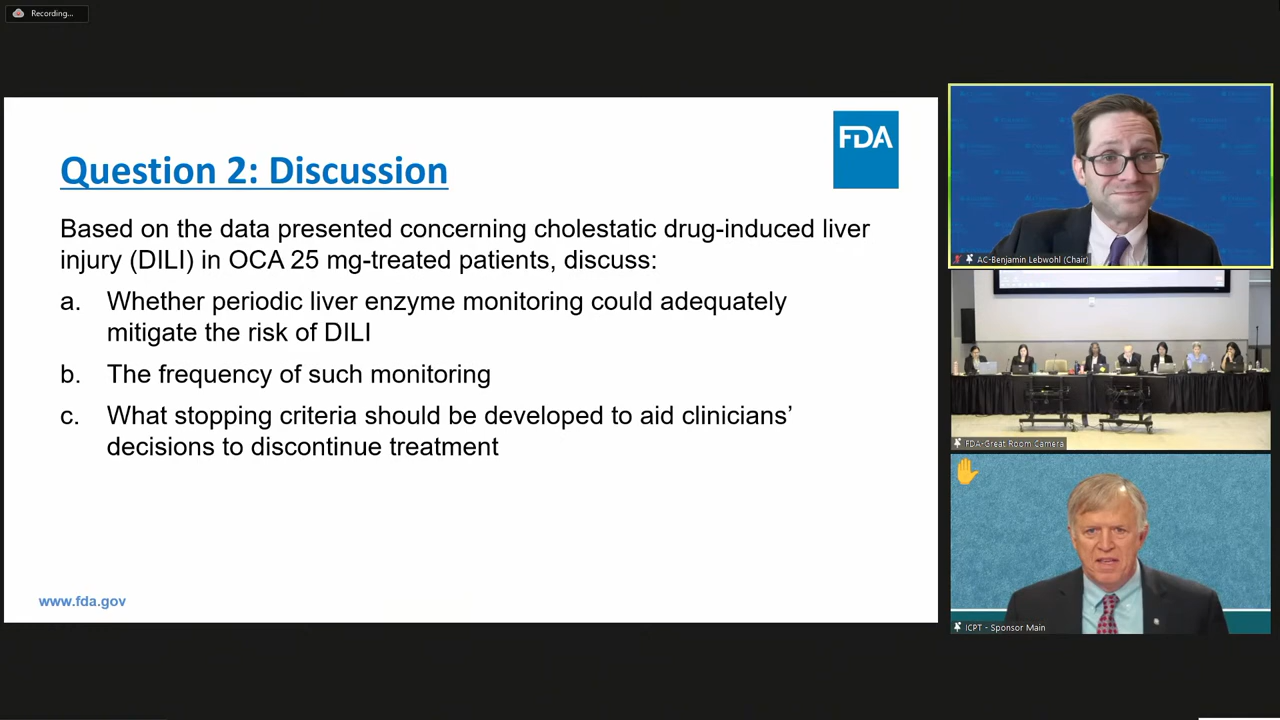 Recording...
FDA
Question 2: Discussion
Based on the data presented concerning cholestatic drug-induced liver
injury (DILI) in OCA 25 mg-treated patients, discuss:
a. Whether periodic liver enzyme monitoring could adequately
mitigate the risk of DILI
b. The frequency of such monitoring
c. What stopping criteria should be developed to aid clinicians’
decisions to discontinue treatment
www.fda.gov
AC-Benjamin Lebwohl (Chair)
FDA-Great Room Camera
ICPT - Sponsor Main